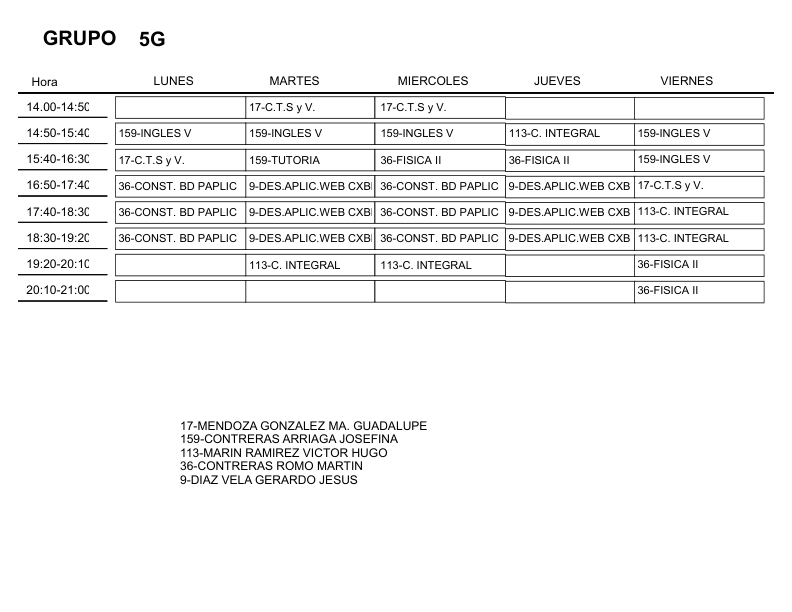 GRUPO 5G
Hora LUNES MARTES MIERCOLES JUEVES VIERNES
14.00-14:50 17-C.T.S y V. 17-C.T.S y V.
14:50-15:40 159-INGLES V 159-INGLES V 159-INGLES V 113-C. INTEGRAL 159-INGLES V
15:40-16:30 17-C.T.S y V. 159-TUTORIA 36-FISICA II 36-FISICA II 159-INGLES V
16:50-17:40 36-CONST. BD PAPLIC 9-DES.APLIC.WEB CXB 36-CONST. BD PAPLIC 9-DES.APLIC.WEB CXB 17-C.T.S y V.
17:40-18:30 36-CONST. BD PAPLIC 9-DES.APLIC.WEB CXB 36-CONST. BD PAPLIC 9-DES.APLIC.WEB CXB 113-C. INTEGRAL
18:30-19:20 36-CONST. BD PAPLIC 9-DES.APLIC.WEB CXB 36-CONST. BD PAPLIC 9-DES.APLIC.WEB CXB 113-C. INTEGRAL
19:20-20:10 113-C. INTEGRAL 113-C. INTEGRAL 36-FISICA II
20:10-21:00 36-FISICA II
17-MENDOZA GONZALEZ MA. GUADALUPE
159-CONTRERAS ARRIAGA JOSEFINA
113-MARIN RAMIREZ VICTOR HUGO
36-CONTRERAS ROMO MARTIN
9-DIAZ VELA GERARDO JESUS